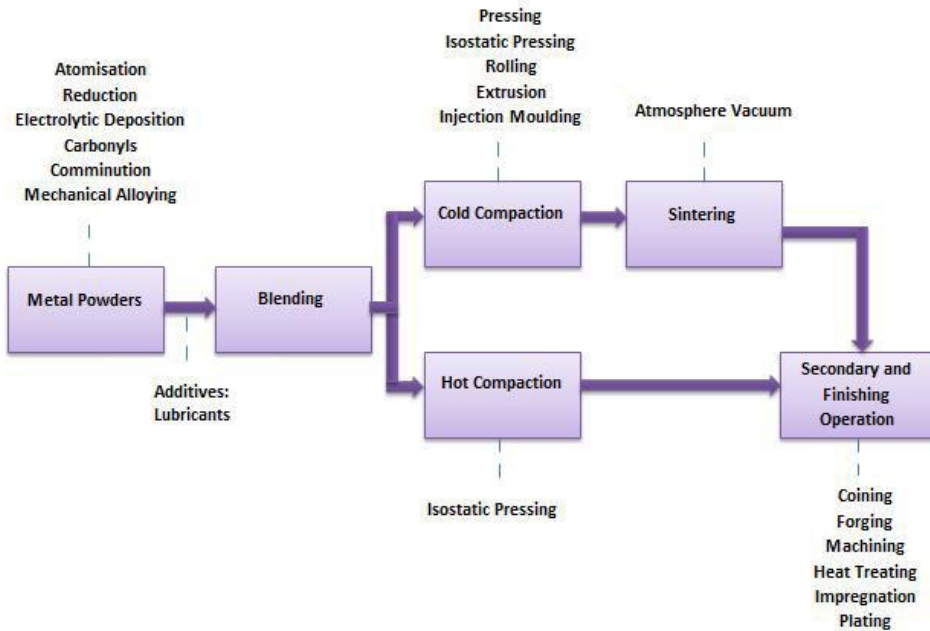 Pressing
Isostatic Pressing
Rolling
Extrusion
Injection Moulding
Atomisation
Reduction
Electrolytic Deposition
Carbonyls
Comminution
Mechanical Alloying
Atmosphere Vacuum
Cold Compaction
Sintering
Metal Powders
Blending
Additives:
Lubricants
Hot Compaction
Secondary and
Finishing
Operation
Isostatic Pressing
Coining
Forging
Machining
Heat Treating
Impregnation
Plating